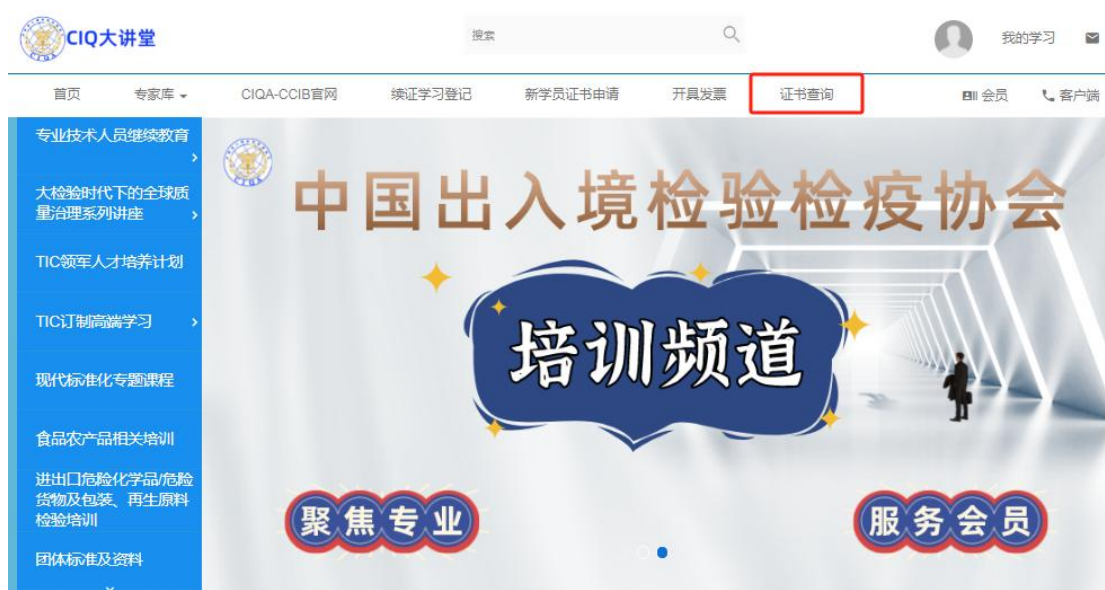 CIQ大讲堂
搜索
我的学习
首页 专家库 CIQA-CCIB官网 续证学习登记 新学员证书申请 开具发票 证书查询 会员 客户端
专业技术人员继续教育
大检验时代下的全球质
量治理系列讲座
TIC领军人才培养计划
TIC订制高端学习
现代标准化专题课程
食品农产品相关培训
进出口危险化学品/危险
货物及包装、再生原料
检验培训
团体标准及资料
中国出入境检验检疫协会
培训频道
聚焦专业
服务会员